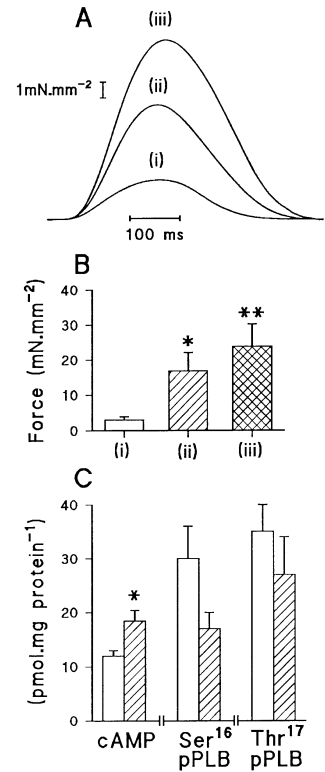 A
(iii)
1mN.mm⁻²
(ii)
(i)
100 ms
B
Force (mN.mm⁻²)
40
30
20
10
0
*
**
(i) (ii) (iii)
C
(pmol.mg protein⁻¹)
40
30
20
10
0
*
cAMP Ser¹⁶ Thr¹⁷
pPLB pPLB